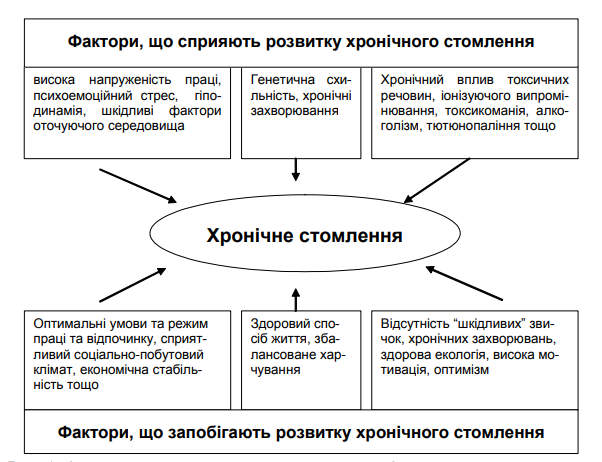 Фактори, що сприяють розвитку хронічного стомлення
висока напруженість праці,
психоемоційний стрес, гіпо-
динамія, шкідливі фактори
оточуючого середовища
Генетична схи-
льність, хронічні
захворювання
Хронічний вплив токсичних
речовин, іонізуючого випромі-
нювання, токсикоманія, алко-
голізм, тютюнопаління тощо
Хронічне стомлення
Оптимальні умови та режим
праці та відпочинку, сприят-
ливий соціально-побутовий
клімат, економічна стабіль-
ність тощо
Здоровий спо-
сіб життя, зба-
лансоване хар-
чування
Відсутність “шкідливих” зви-
чок, хронічних захворювань,
здорова екологія, висока мо-
тивація, оптимізм
Фактори, що запобігають розвитку хронічного стомлення